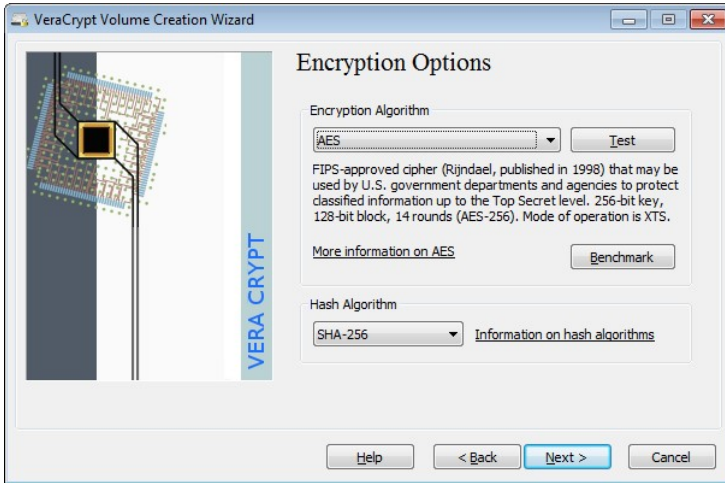 VeraCrypt Volume Creation Wizard
VERA CRYPT
Encryption Options
Encryption Algorithm
AES
Test
FIPS-approved cipher (Rijndael, published in 1998) that may be
used by U.S. government departments and agencies to protect
classified information up to the Top Secret level. 256-bit key,
128-bit block, 14 rounds (AES-256). Mode of operation is XTS.
More information on AES
Benchmark
Hash Algorithm
SHA-256
Information on hash algorithms
Help
< Back
Next >
Cancel